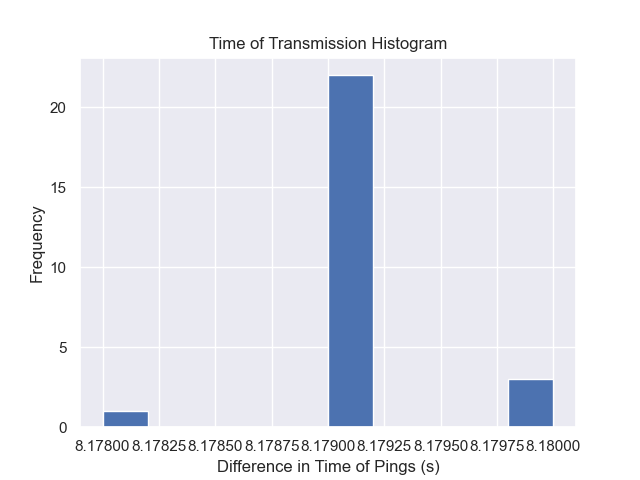 Time of Transmission Histogram
20
15
10
5
0
Frequency
8.17800 8.17825 8.17850 8.17875 8.17900 8.17925 8.17950 8.17975 8.18000
Difference in Time of Pings (s)